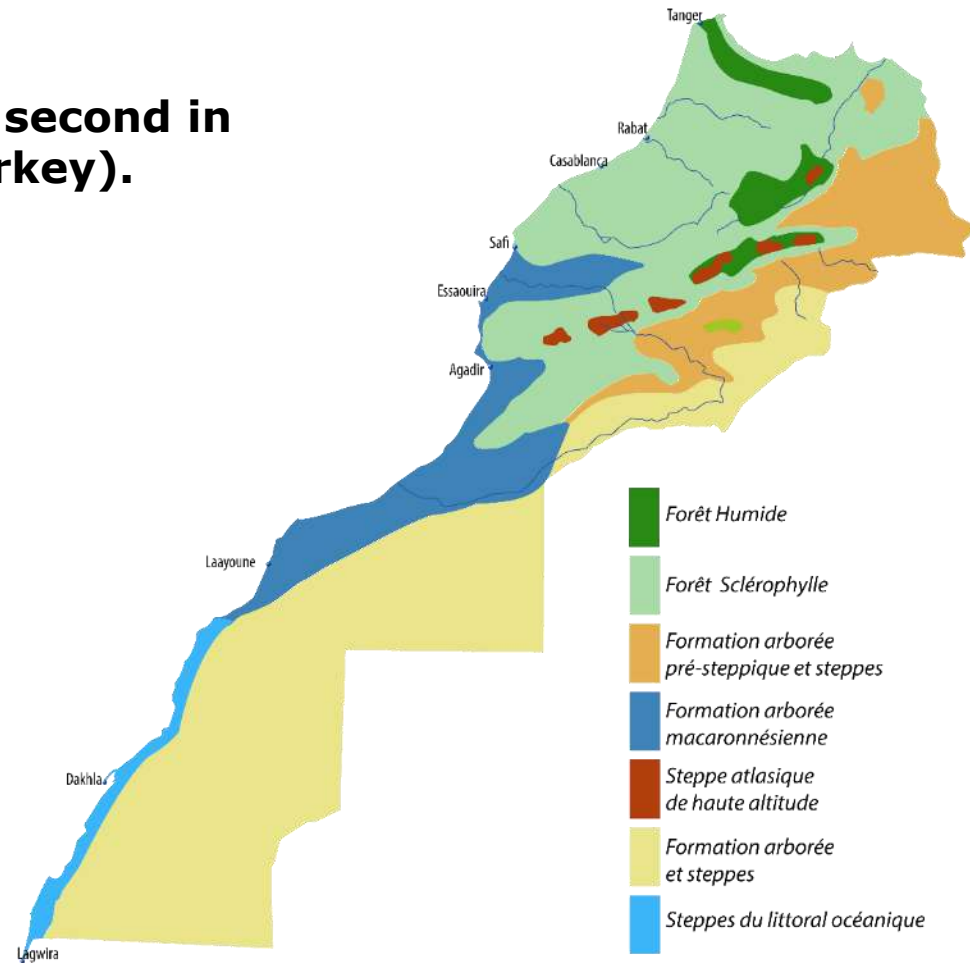 second in
rkey).
Tanger
Rabat
Casablanca
Safi
Essaouira
Agadir
Laayoune
Dakhla
Lagwira
Forêt Humide
Forêt Sclérophylle
Formation arborée
pré-steppique et steppes
Formation arborée
macaronnésienne
Steppe atlasique
de haute altitude
Formation arborée
et steppes
Steppes du littoral océanique